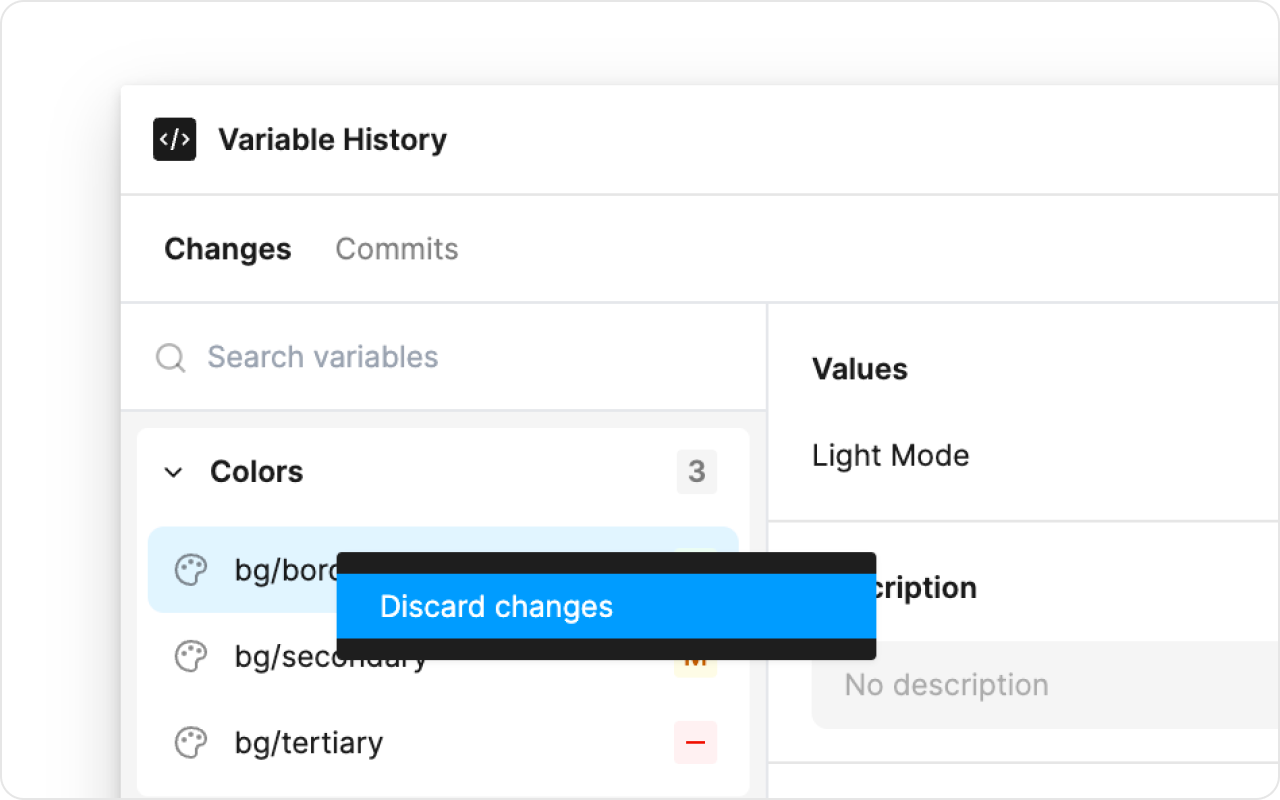 </> Variable History
Changes Commits
Search variables
Colors 3
bg/bord
Discard changes
bg/secondary M
bg/tertiary –
Values
Light Mode
cription
No description